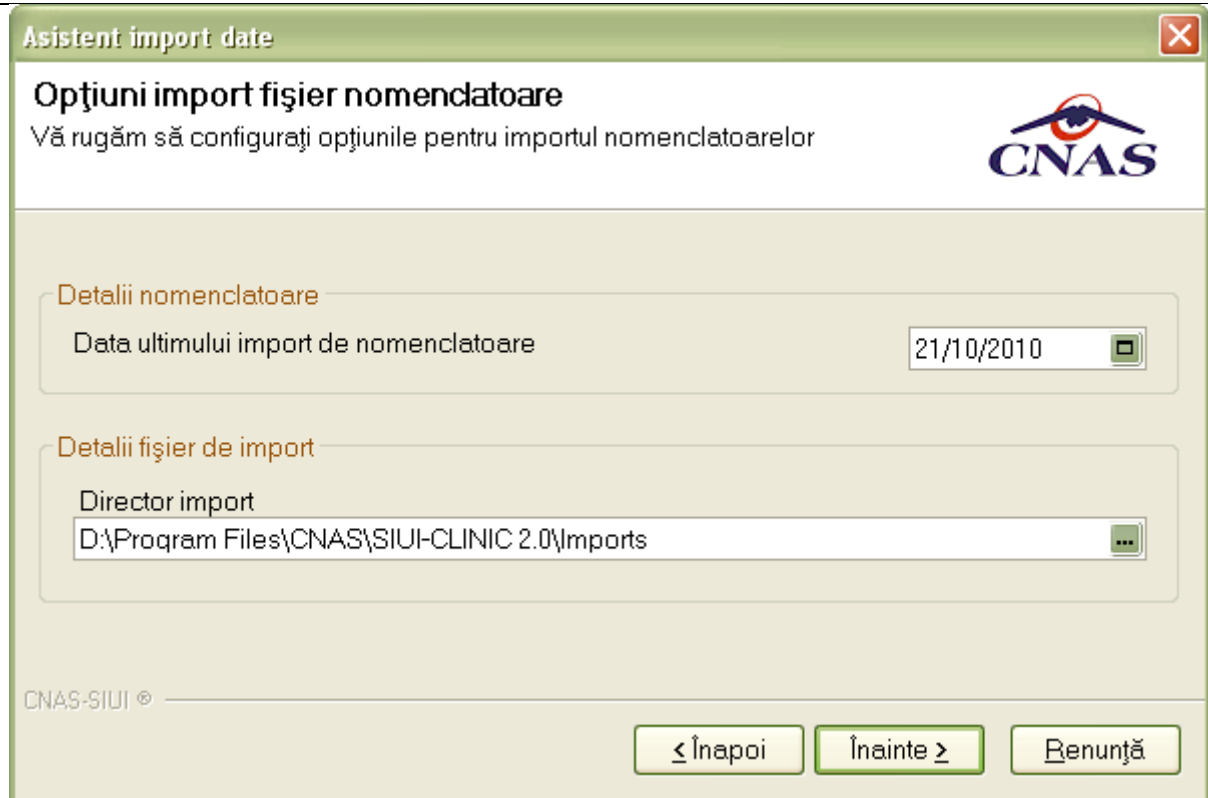 Asistent import date
Opţiuni import fişier nomenclatoare
Vă rugăm să configuraţi opţiunile pentru importul nomenclatoarelor
CNAS
Detalii nomenclatoare
Data ultimului import de nomenclatoare 21/10/2010
Detalii fişier de import
Director import
D:\Program Files\CNAS\SIUI-CLINIC 2.0\Imports ...
CNAS-SIUI ®
< Înapoi Înainte > Renunţă